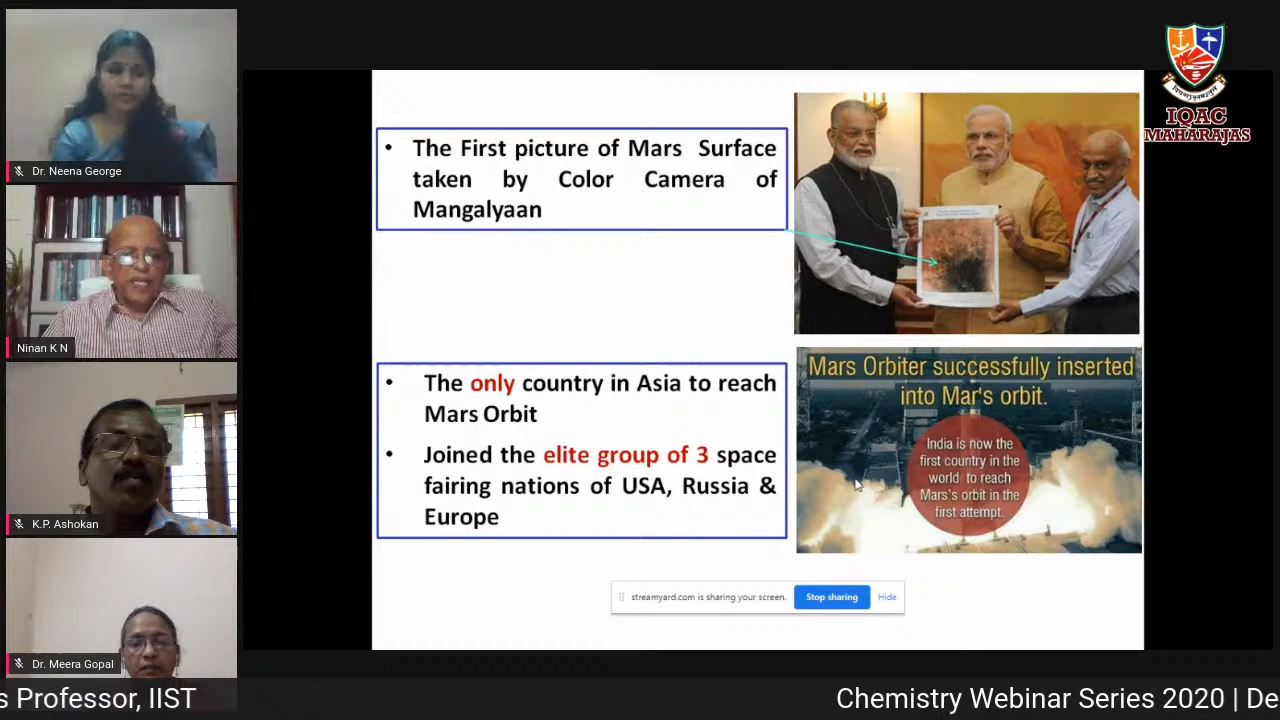 Dr. Neena George
Ninan K N
K.P. Ashokan
Dr. Meera Gopal
• The First picture of Mars Surface
taken by Color Camera of
Mangalyaan
• The only country in Asia to reach
Mars Orbit
• Joined the elite group of 3 space
fairing nations of USA, Russia &
Europe
IQAC
MAHARAJAS
Mars Orbiter successfully inserted
into Mar's orbit.
India is now the
first country in the
world to reach
Mars's orbit in the
first attempt.
streamyard.com is sharing your screen.
Stop sharing
Hide
s Professor, IIST
Chemistry Webinar Series 2020 | De